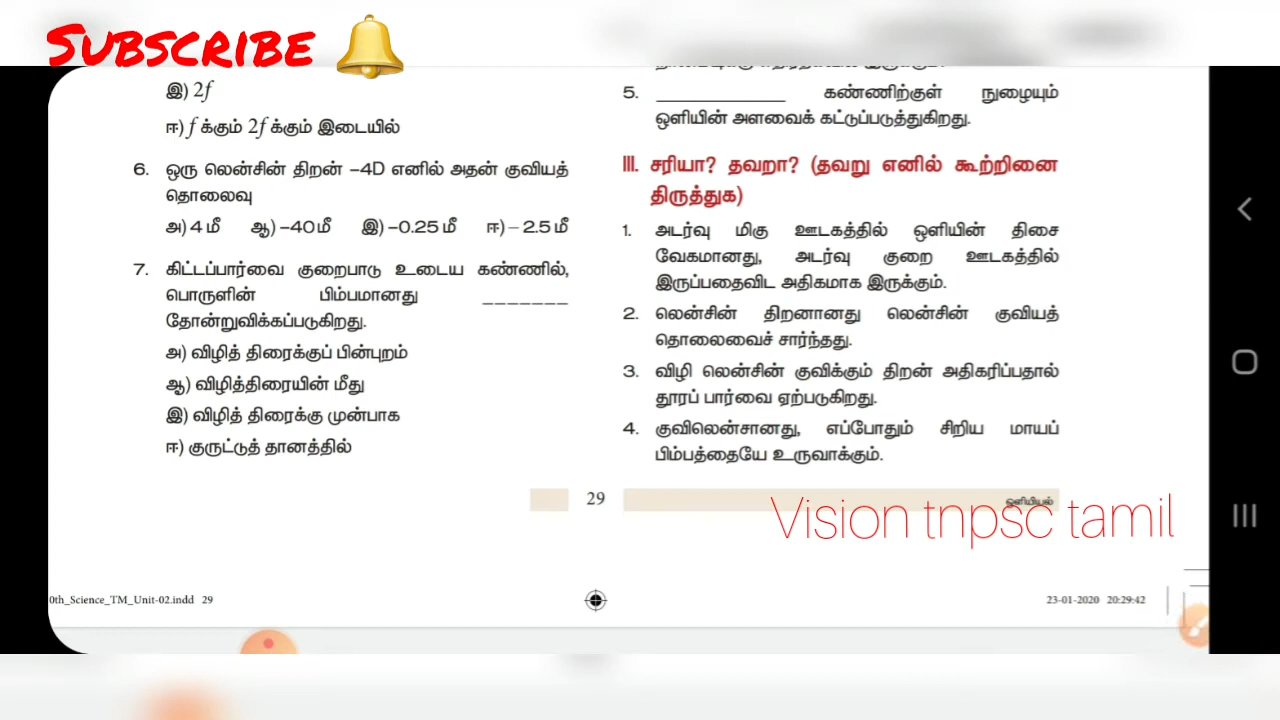 SUBSCRIBE
இ) 2f
ஈ) f க்கும் 2f க்கும் இடையில்
6. ஒரு லென்சின் திறன் –4D எனில் அதன் குவியத்
தொலைவு
அ) 4 மீ ஆ) –40 மீ இ) –0.25 மீ ஈ) – 2.5 மீ
7. கிட்டப்பார்வை குறைபாடு உடைய கண்ணில்,
பொருளின் பிம்பமானது _______
தோன்றுவிக்கப்படுகிறது.
அ) விழித் திரைக்குப் பின்புறம்
ஆ) விழித்திரையின் மீது
இ) விழித் திரைக்கு முன்பாக
ஈ) குருட்டுத் தானத்தில்
5. ____________ கண்ணிற்குள் நுழையும்
ஒளியின் அளவைக் கட்டுப்படுத்துகிறது.
III. சரியா? தவறா? (தவறு எனில் கூற்றினை
திருத்துக)
1. அடர்வு மிகு ஊடகத்தில் ஒளியின் திசை
வேகமானது, அடர்வு குறை ஊடகத்தில்
இருப்பதைவிட அதிகமாக இருக்கும்.
2. லென்சின் திறனானது லென்சின் குவியத்
தொலைவைச் சார்ந்தது.
3. விழி லென்சின் குவிக்கும் திறன் அதிகரிப்பதால்
தூரப் பார்வை ஏற்படுகிறது.
4. குவிலென்சானது, எப்போதும் சிறிய மாயப்
பிம்பத்தையே உருவாக்கும்.
29
ஒளியியல்
Vision tnpsc tamil
0th_Science_TM_Unit-02.indd 29
23-01-2020 20:29:42